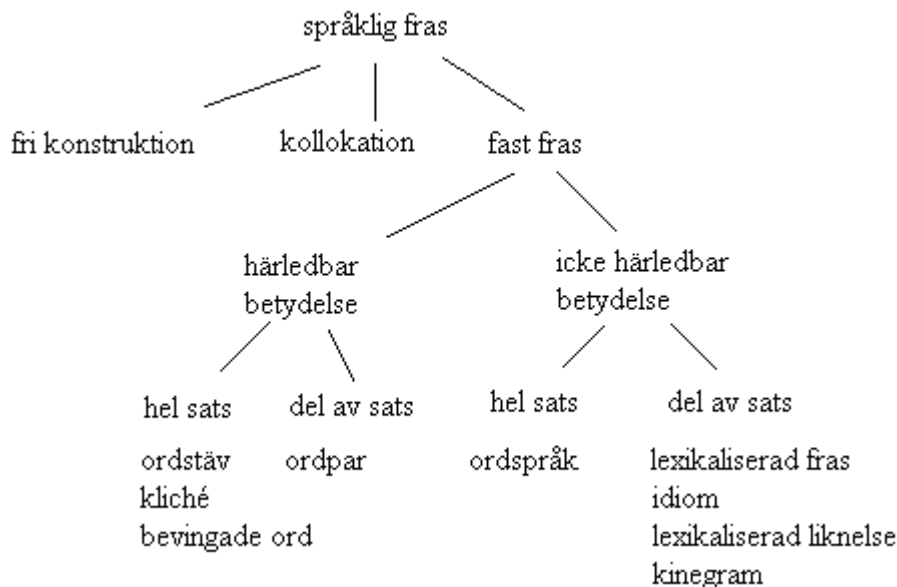 språklig fras
fri konstruktion
kollokation
fast fras
härledbar
betydelse
icke härledbar
betydelse
hel sats
del av sats
hel sats
del av sats
ordstäv
kliché
bevingade ord
ordpar
ordspråk
lexikaliserad fras
idiom
lexikaliserad liknelse
kinegram